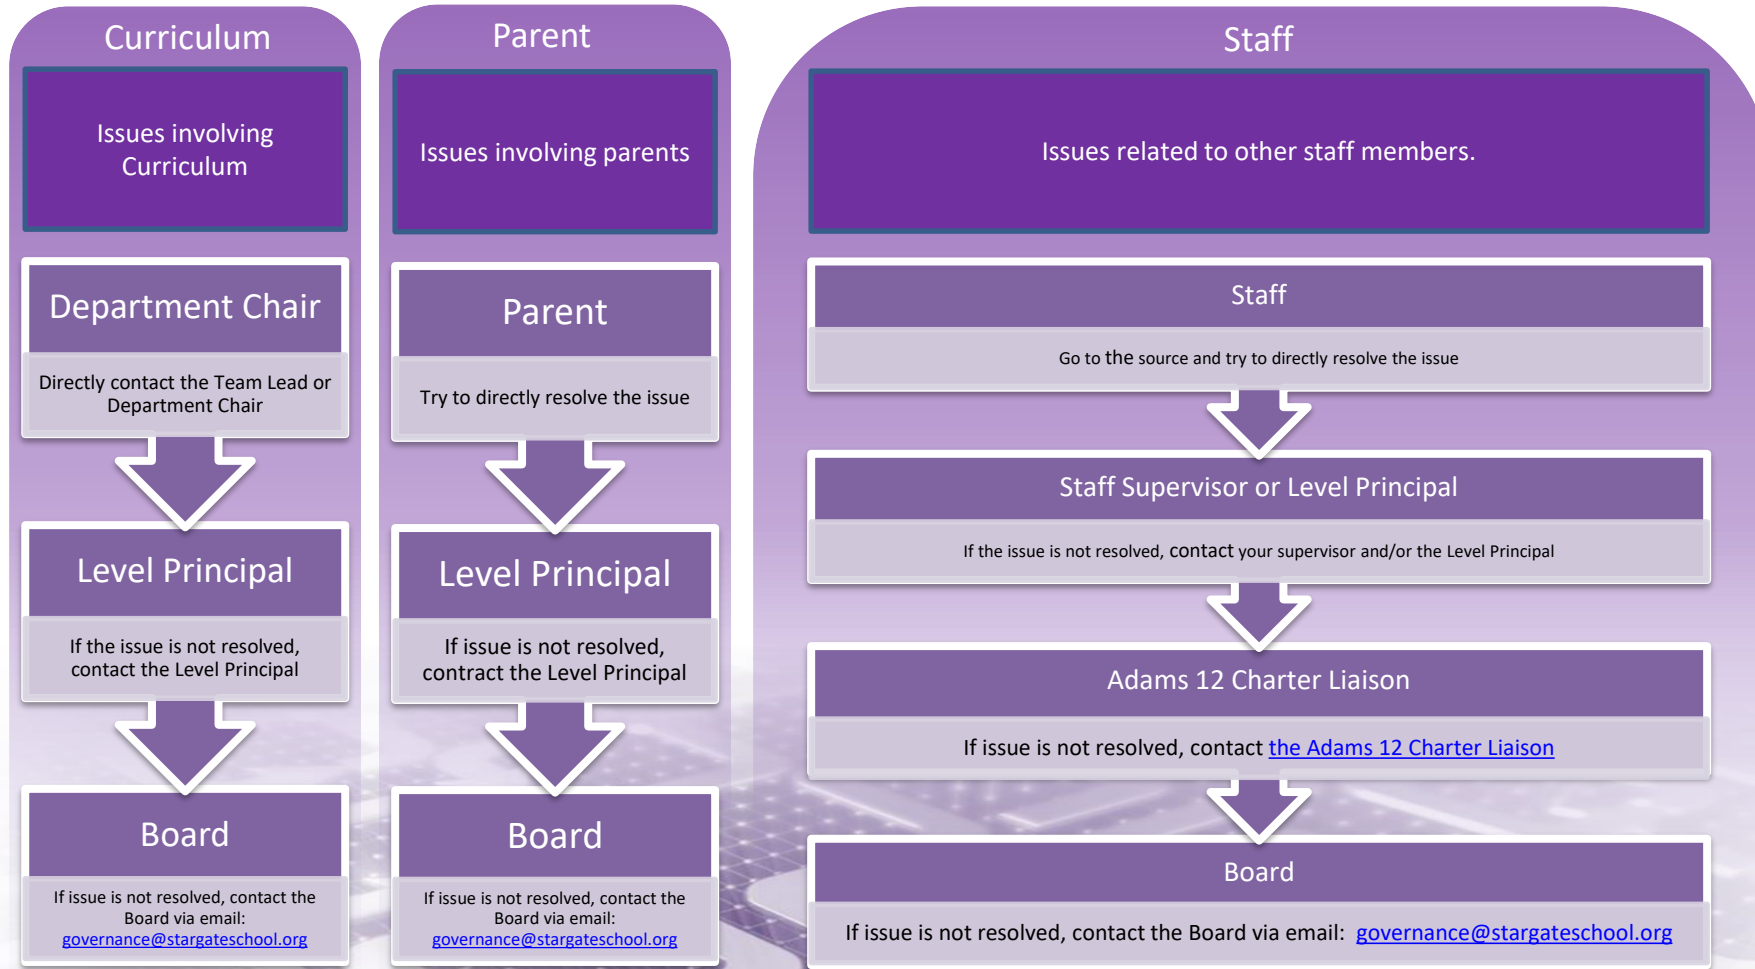 Curriculum
Issues involving
Curriculum
Department Chair
Directly contact the Team Lead or
Department Chair
Level Principal
If the issue is not resolved,
contact the Level Principal
Board
If issue is not resolved, contact the
Board via email:
governance@stargateschool.org
Parent
Issues involving parents
Parent
Try to directly resolve the issue
Level Principal
If issue is not resolved,
contract the Level Principal
Board
If issue is not resolved, contact the
Board via email:
governance@stargateschool.org
Staff
Issues related to other staff members.
Staff
Go to the source and try to directly resolve the issue
Staff Supervisor or Level Principal
If the issue is not resolved, contact your supervisor and/or the Level Principal
Adams 12 Charter Liaison
If issue is not resolved, contact the Adams 12 Charter Liaison
Board
If issue is not resolved, contact the Board via email: governance@stargateschool.org